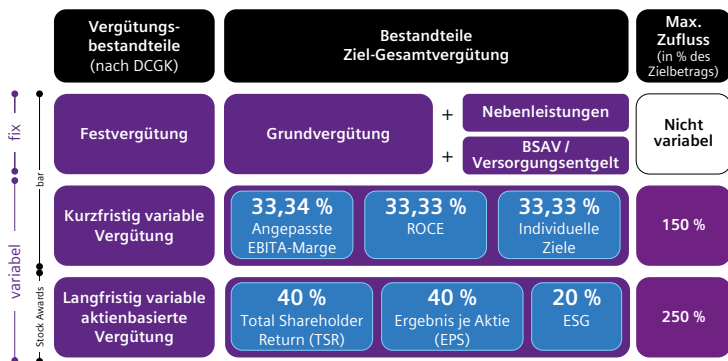 Vergütungs-
bestandteile
(nach DCGK)
Bestandteile
Ziel-Gesamtvergütung
Max.
Zufluss
(in % des
Zielbetrags)
fix
bar
Festvergütung
Grundvergütung
+
Nebenleistungen
+
BSAV /
Versorgungsentgelt
Nicht
variabel
variabel
Kurzfristig variable
Vergütung
33,34 %
Angepasste
EBITA-Marge
33,33 %
ROCE
33,33 %
Individuelle
Ziele
150 %
Stock Awards
Langfristig variable
aktienbasierte
Vergütung
40 %
Total Shareholder
Return (TSR)
40 %
Ergebnis je Aktie
(EPS)
20 %
ESG
250 %